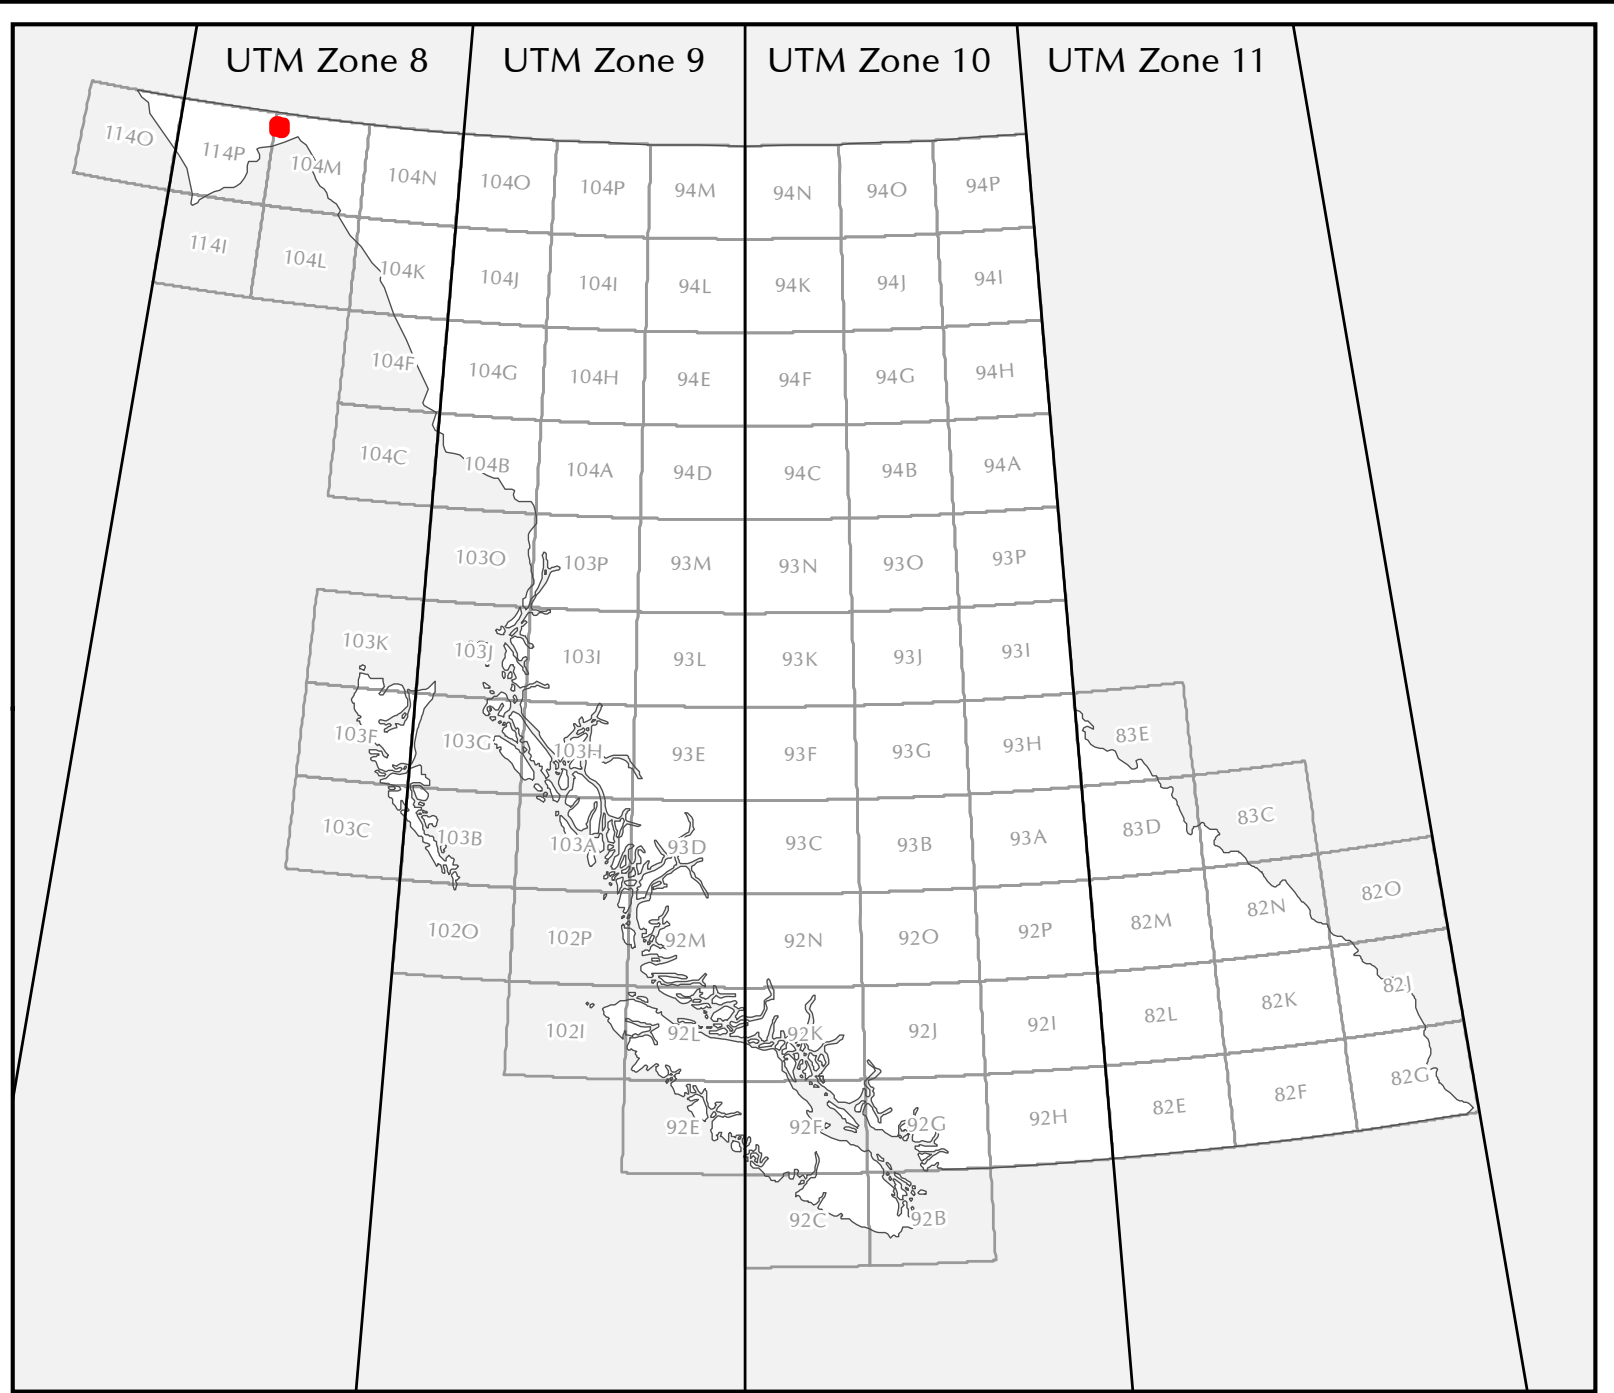 UTM Zone 8 UTM Zone 9 UTM Zone 10 UTM Zone 11
114O 114P 104M 104N 104O 104P 94M 94N 94O 94P
114I 104L 104K 104J 104I 94L 94K 94J 94I
104F 104G 104H 94E 94F 94G 94H
104C 104B 104A 94D 94C 94B 94A
103O 103P 93M 93N 93O 93P
103K 103J 103I 93L 93K 93J 93I
103F 103G 103H 93E 93F 93G 93H 83E
103C 103B 103A 93D 93C 93B 93A 83D 83C
102O 102P 92M 92N 92O 92P 82M 82N 82O
102I 92L 92K 92J 92I 82L 82K 82J
92E 92F 92G 92H 82E 82F 82G
92C 92B